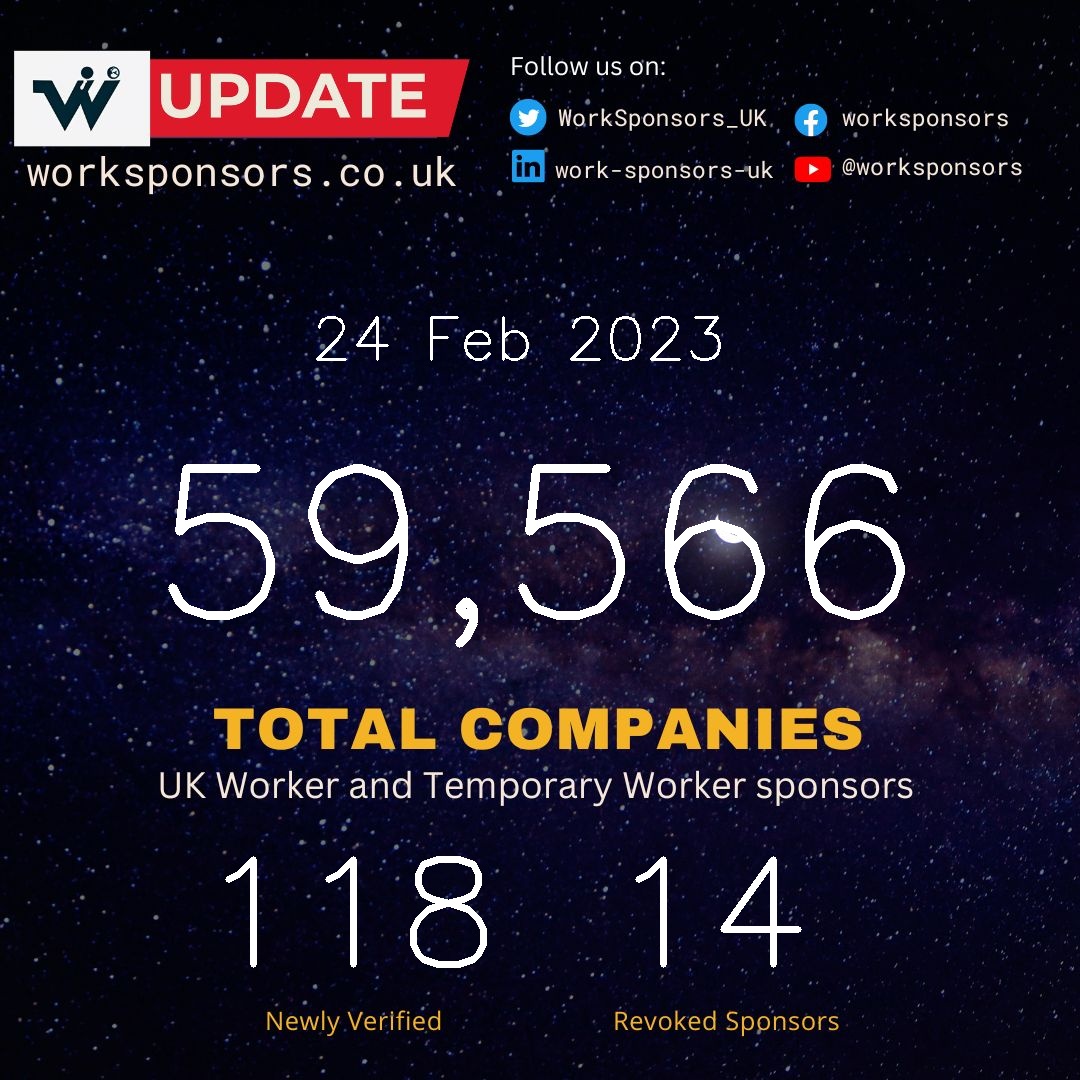 UPDATE
worksponsors.co.uk
Follow us on:
WorkSponsors_UK
worksponsors
work-sponsors-uk
@worksponsors
24 Feb 2023
59,566
TOTAL COMPANIES
UK Worker and Temporary Worker sponsors
118 14
Newly Verified Revoked Sponsors